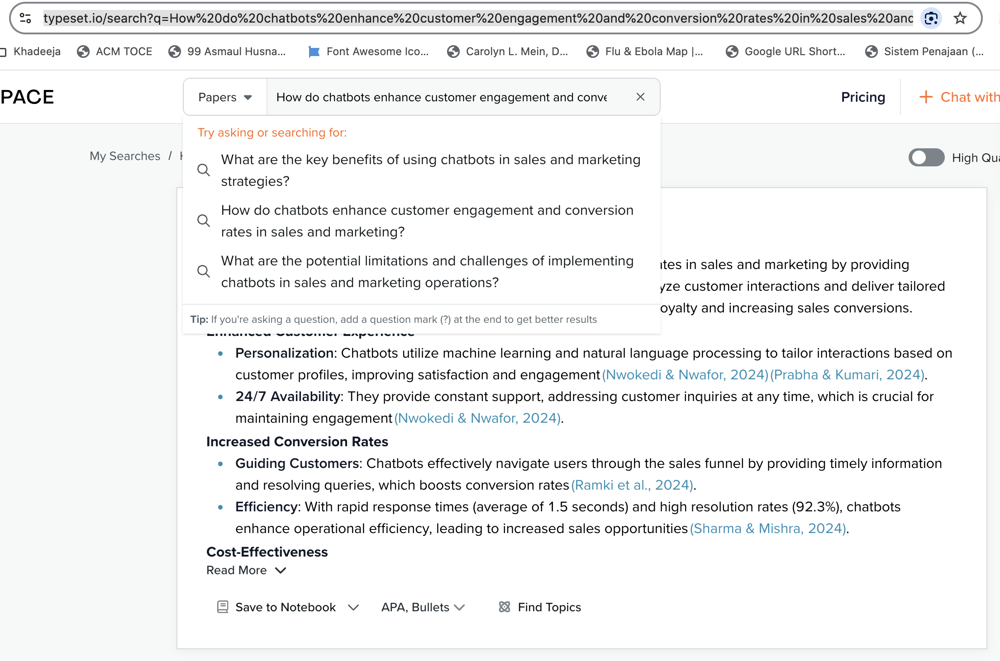 typeset.io/search?q=How%20do%20chatbots%20enhance%20customer%20engagement%20and%20conversion%20rates%20in%20sales%20and
Khadeeja ACM TOCE 99 Asmaul Husna... Font Awesome Ico... Carolyn L. Mein, D... Flu & Ebola Map |... Google URL Short... Sistem Penajaan (...
PACE Papers How do chatbots enhance customer engagement and conve Pricing + Chat with
Try asking or searching for:
My Searches / High Qua
What are the key benefits of using chatbots in sales and marketing
strategies?
How do chatbots enhance customer engagement and conversion
rates in sales and marketing?
What are the potential limitations and challenges of implementing
chatbots in sales and marketing operations?
Tip: If you're asking a question, add a question mark (?) at the end to get better results
ates in sales and marketing by providing
yze customer interactions and deliver tailored
oyalty and increasing sales conversions.
Enhanced Customer Experience
• Personalization: Chatbots utilize machine learning and natural language processing to tailor interactions based on
customer profiles, improving satisfaction and engagement (Nwokedi & Nwafor, 2024) (Prabha & Kumari, 2024).
• 24/7 Availability: They provide constant support, addressing customer inquiries at any time, which is crucial for
maintaining engagement (Nwokedi & Nwafor, 2024).
Increased Conversion Rates
• Guiding Customers: Chatbots effectively navigate users through the sales funnel by providing timely information
and resolving queries, which boosts conversion rates (Ramki et al., 2024).
• Efficiency: With rapid response times (average of 1.5 seconds) and high resolution rates (92.3%), chatbots
enhance operational efficiency, leading to increased sales opportunities (Sharma & Mishra, 2024).
Cost-Effectiveness
Read More
Save to Notebook APA, Bullets Find Topics